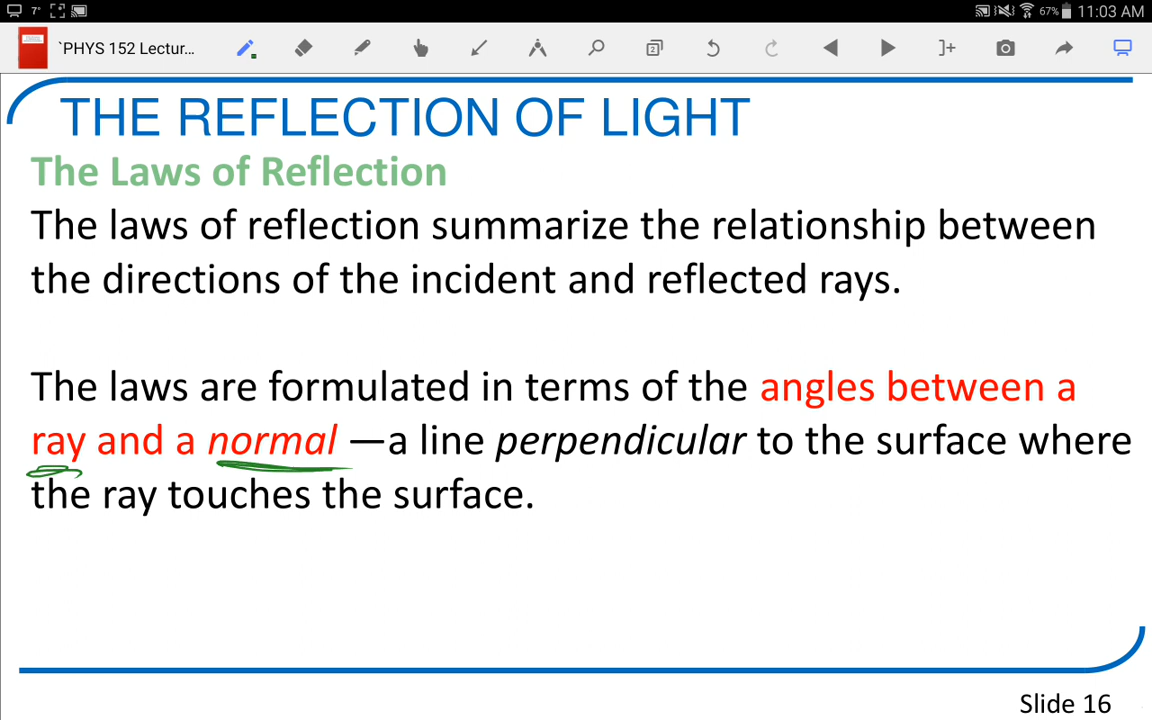 7° 67% 11:03 AM
`PHYS 152 Lectur... 2
THE REFLECTION OF LIGHT
The Laws of Reflection
The laws of reflection summarize the relationship between
the directions of the incident and reflected rays.
The laws are formulated in terms of the angles between a
ray and a normal —a line perpendicular to the surface where
the ray touches the surface.
Slide 16